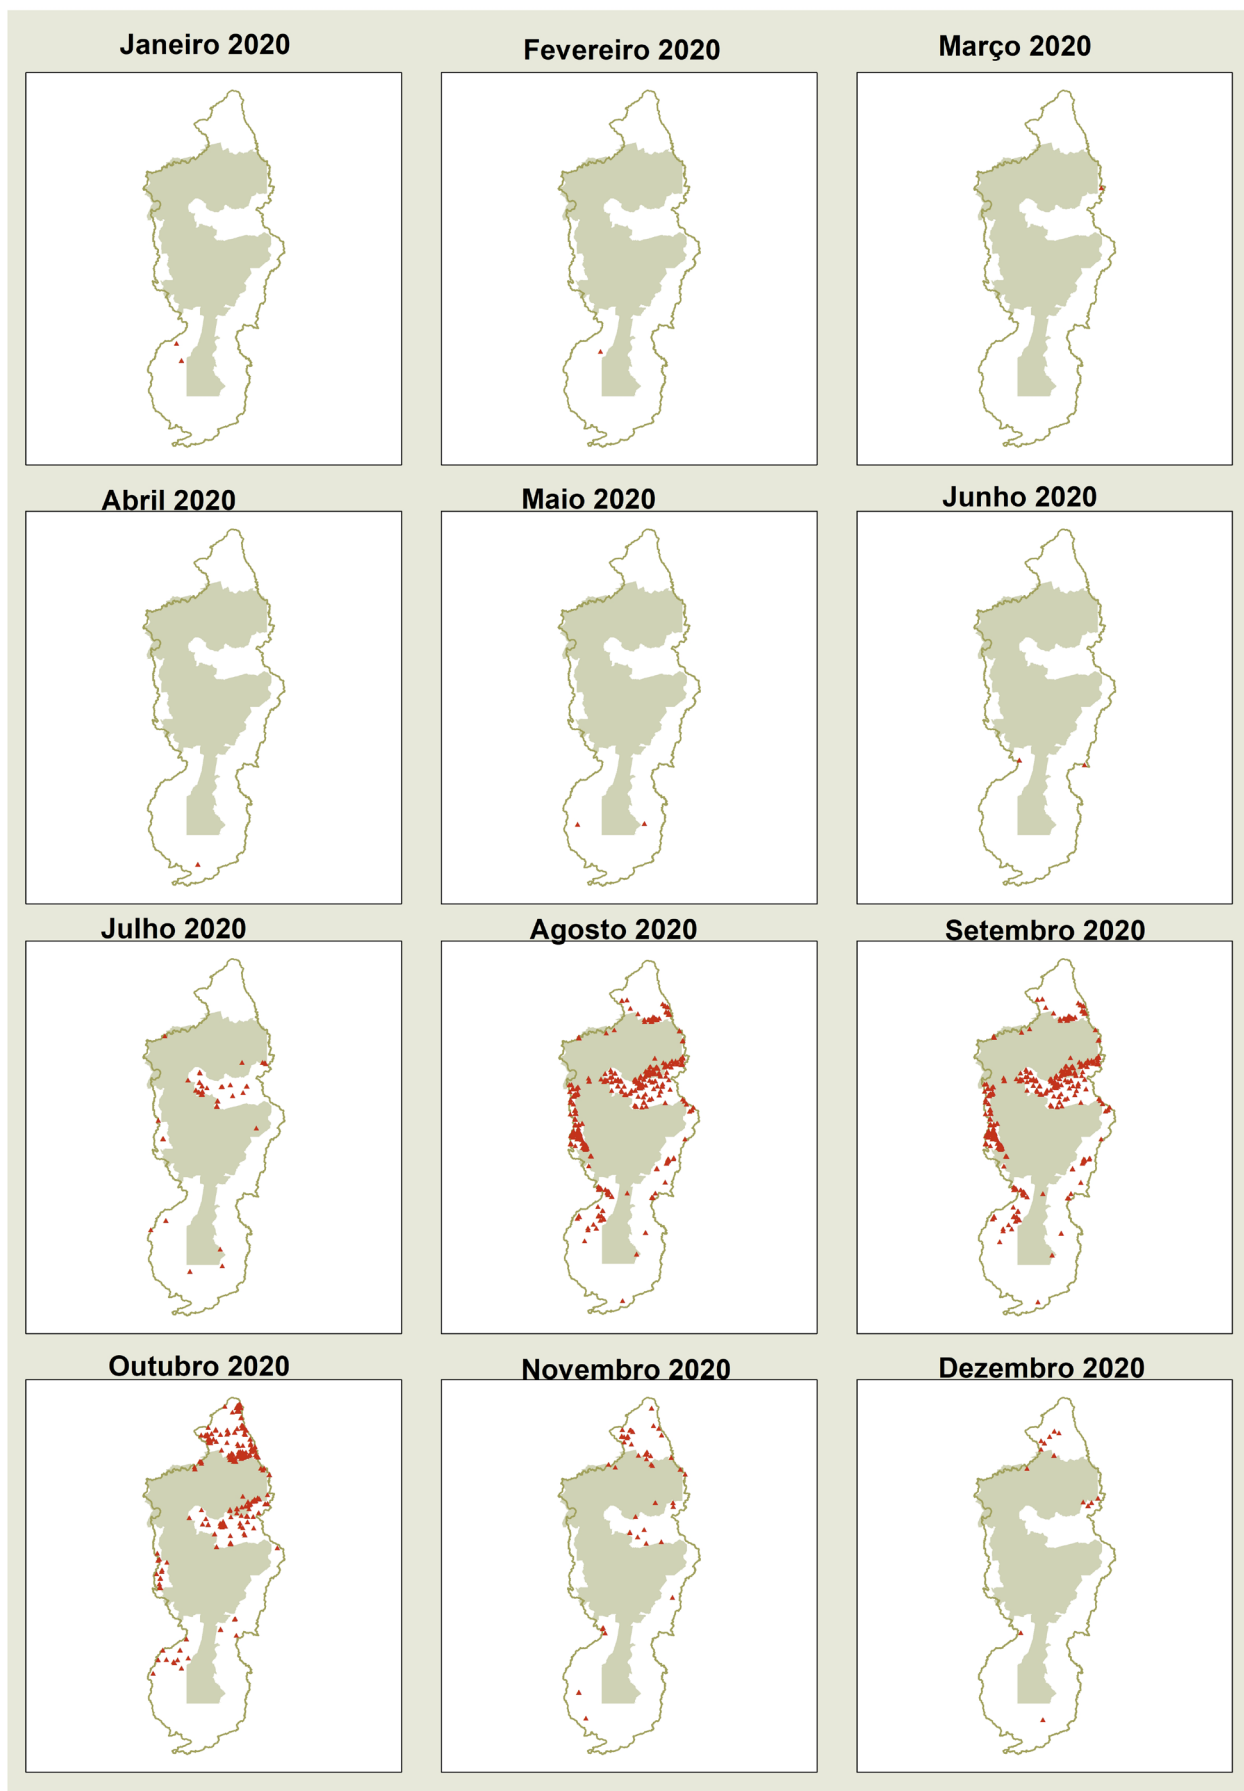 Janeiro 2020
Fevereiro 2020
Março 2020
Abril 2020
Maio 2020
Junho 2020
Julho 2020
Agosto 2020
Setembro 2020
Outubro 2020
Novembro 2020
Dezembro 2020